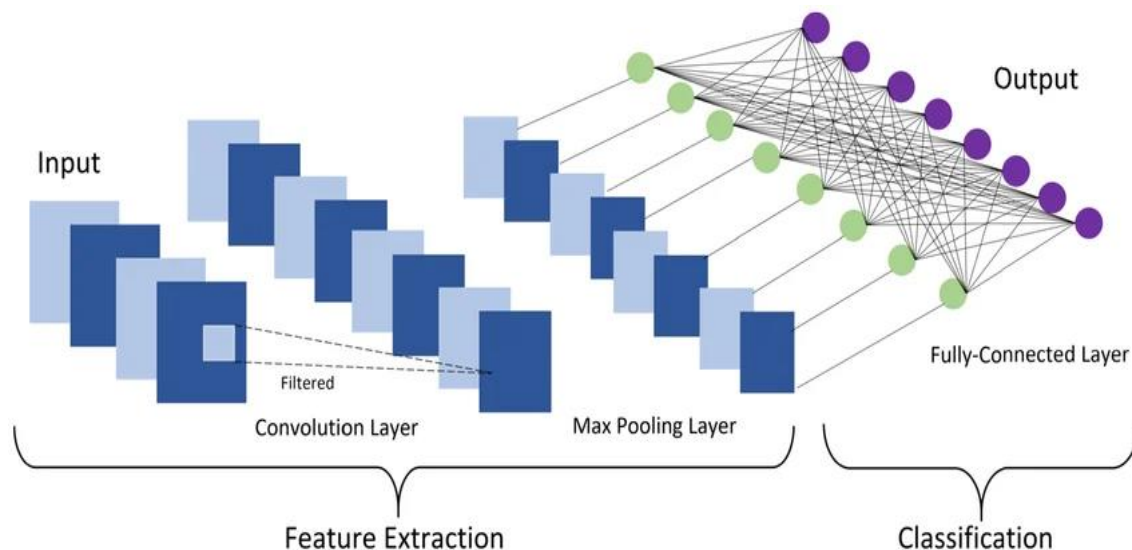 Input
Output
Filtered
Fully-Connected Layer
Convolution Layer
Max Pooling Layer
Feature Extraction
Classification